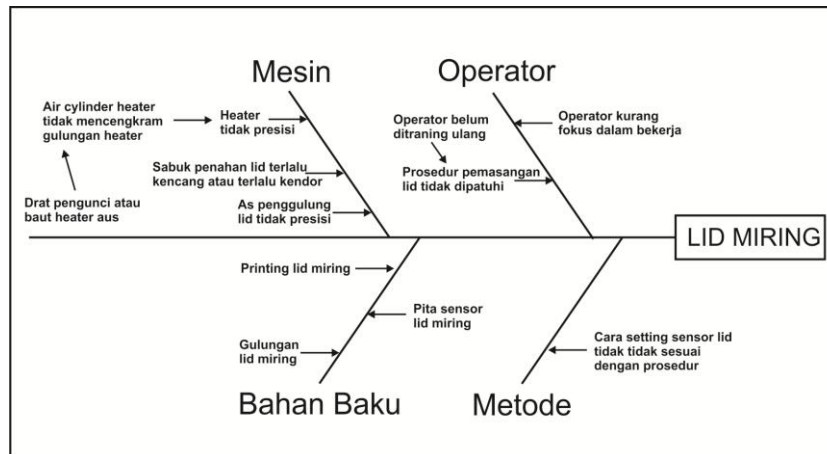 Mesin
Operator
Air cylinder heater
tidak mencengkram
gulungan heater
Heater
tidak presisi
Operator belum
ditraning ulang
Operator kurang
fokus dalam bekerja
Sabuk penahan lid terlalu
kencang atau terlalu kendor
Prosedur pemasangan
lid tidak dipatuhi
Drat pengunci atau
baut heater aus
As penggulung
lid tidak presisi
LID MIRING
Printing lid miring
Pita sensor
lid miring
Gulungan
lid miring
Cara setting sensor lid
tidak tidak sesuai
dengan prosedur
Bahan Baku
Metode